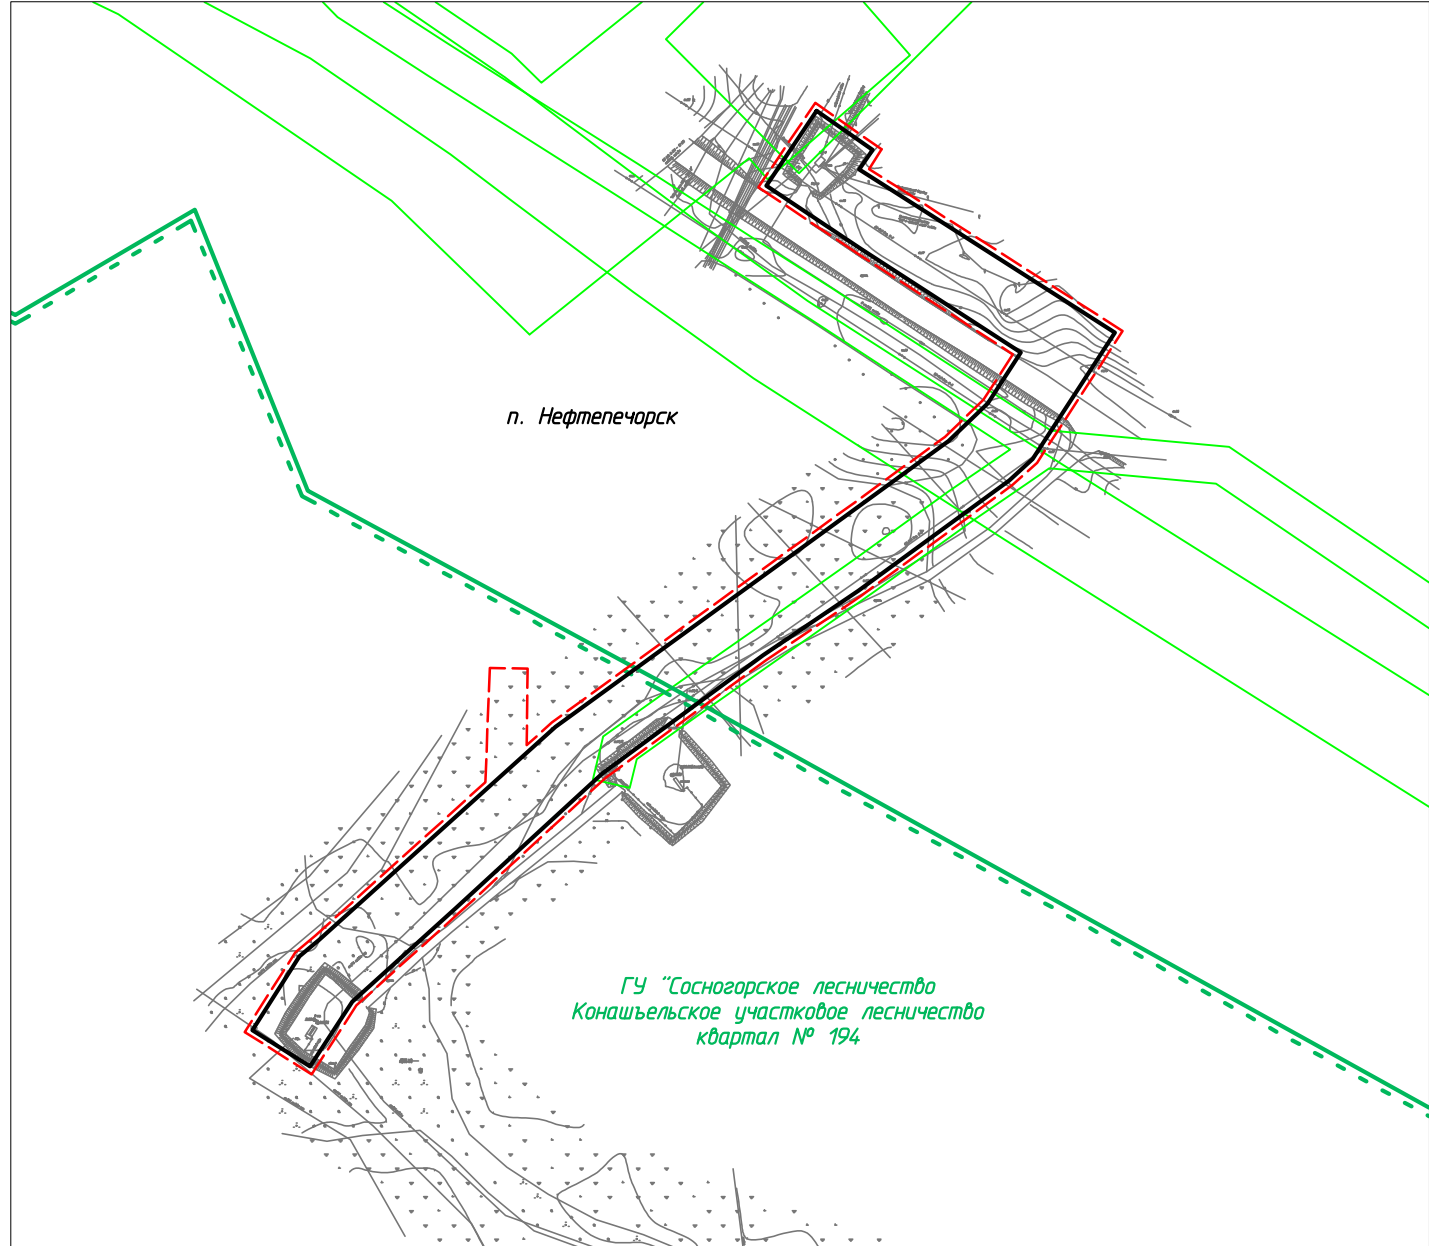 п. Нефтепечорск
ГУ "Сосногорское лесничество
Конашъельское участковое лесничество
квартал № 194